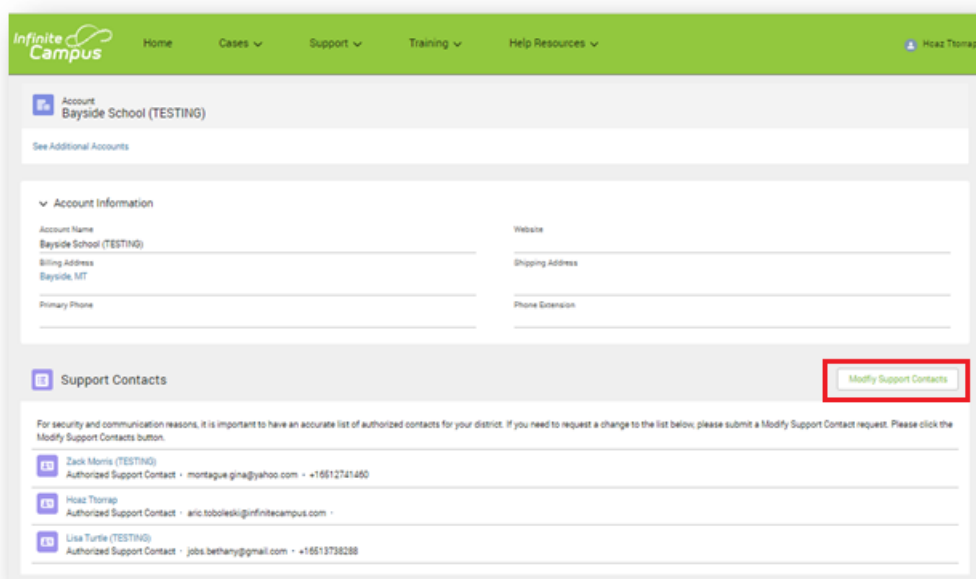 Infinite Campus
Home Cases Support Training Help Resources Hcaz Ttorrap
Account
Bayside School (TESTING)
See Additional Accounts
Account Information
Account Name Website
Bayside School (TESTING)
Billing Address Shipping Address
Bayside, MT
Primary Phone Phone Extension
Support Contacts Modfiy Support Contacts
For security and communication reasons, it is important to have an accurate list of authorized contacts for your district. If you need to request a change to the list below, please submit a Modify Support Contact request. Please click the
Modify Support Contacts button.
Zack Morris (TESTING)
Authorized Support Contact • montague.gina@yahoo.com • +16512741460
Hcaz Ttorrap
Authorized Support Contact • aric.toboleski@infinitecampus.com •
Lisa Turtle (TESTING)
Authorized Support Contact • jobs.bethany@gmail.com • +16513738288